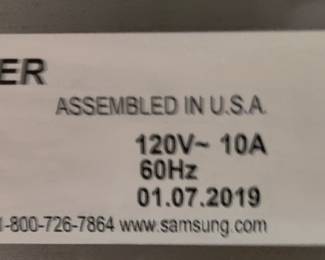 ER
ASSEMBLED IN U.S.A.
120V~ 10A
60Hz
01.07.2019
1-800-726-7864 www.samsung.com